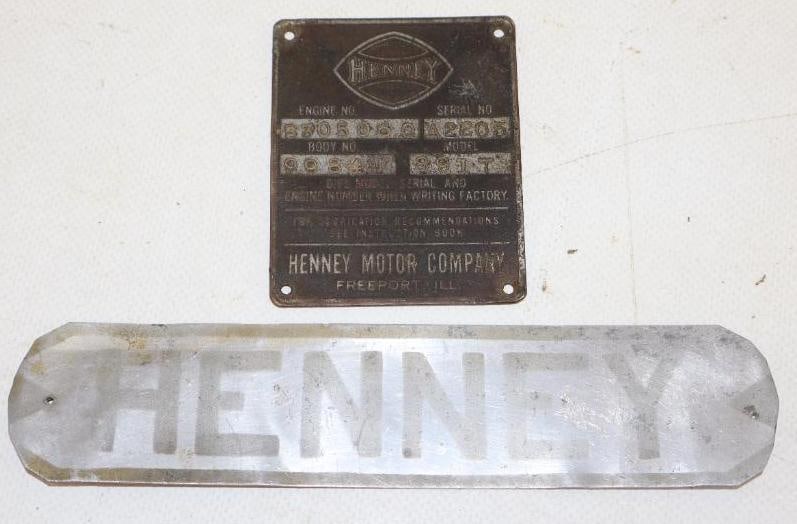 HENNEY
ENGINE NO. SERIAL NO
A2205
BODY NO. MODEL
GIVE MODEL, SERIAL AND
ENGINE NUMBER WHEN WRITING FACTORY.
FOR LUBRICATION RECOMMENDATIONS
SEE INSTRUCTION BOOK
HENNEY MOTOR COMPANY
FREEPORT ILL.
HENNEY